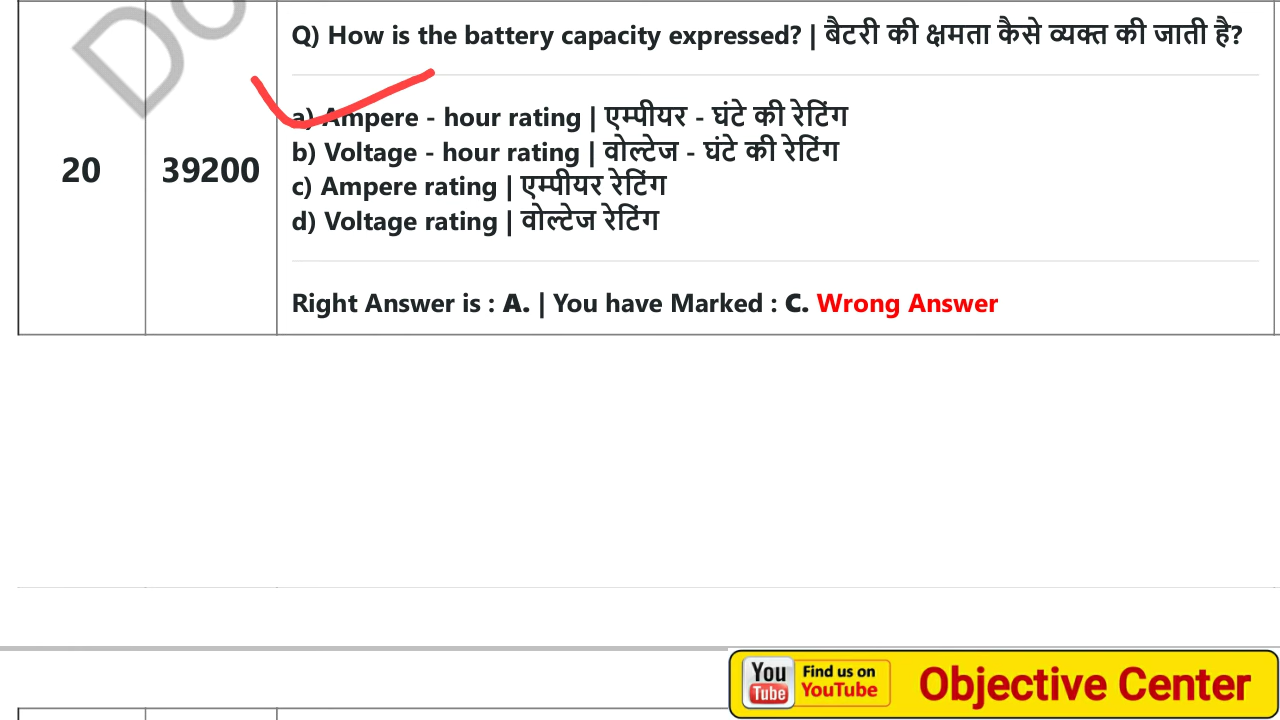 Q) How is the battery capacity expressed? | बैटरी की क्षमता कैसे व्यक्त की जाती है?
a) Ampere - hour rating | एम्पीयर - घंटे की रेटिंग
b) Voltage - hour rating | वोल्टेज - घंटे की रेटिंग
20 39200
c) Ampere rating | एम्पीयर रेटिंग
d) Voltage rating | वोल्टेज रेटिंग
Right Answer is : A. | You have Marked : C. Wrong Answer
You Tube Find us on YouTube
Objective Center